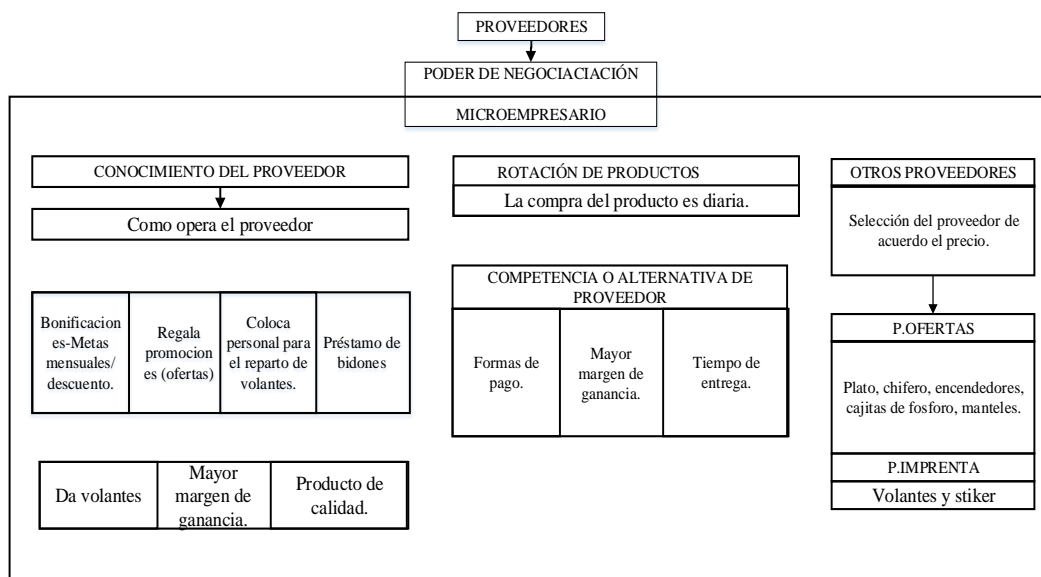 PROVEEDORES
PODER DE NEGOCIACIACIÓN
MICROEMPRESARIO
CONOCIMIENTO DEL PROVEEDOR
Como opera el proveedor
Bonificacion
es-Metas
mensuales/
descuento.
Regala
promocion
es (ofertas)
Coloca
personal para
el reparto de
volantes.
Préstamo de
bidones
Da volantes
Mayor
margen de
ganancia.
Producto de
calidad.
ROTACIÓN DE PRODUCTOS
La compra del producto es diaria.
COMPETENCIA O ALTERNATIVA DE
PROVEEDOR
Formas de
pago.
Mayor
margen de
ganancia.
Tiempo de
entrega.
OTROS PROVEEDORES
Selección del proveedor de
acuerdo el precio.
P.OFERTAS
Plato, chifero, encendedores,
cajitas de fosforo, manteles.
P.IMPRENTA
Volantes y stiker